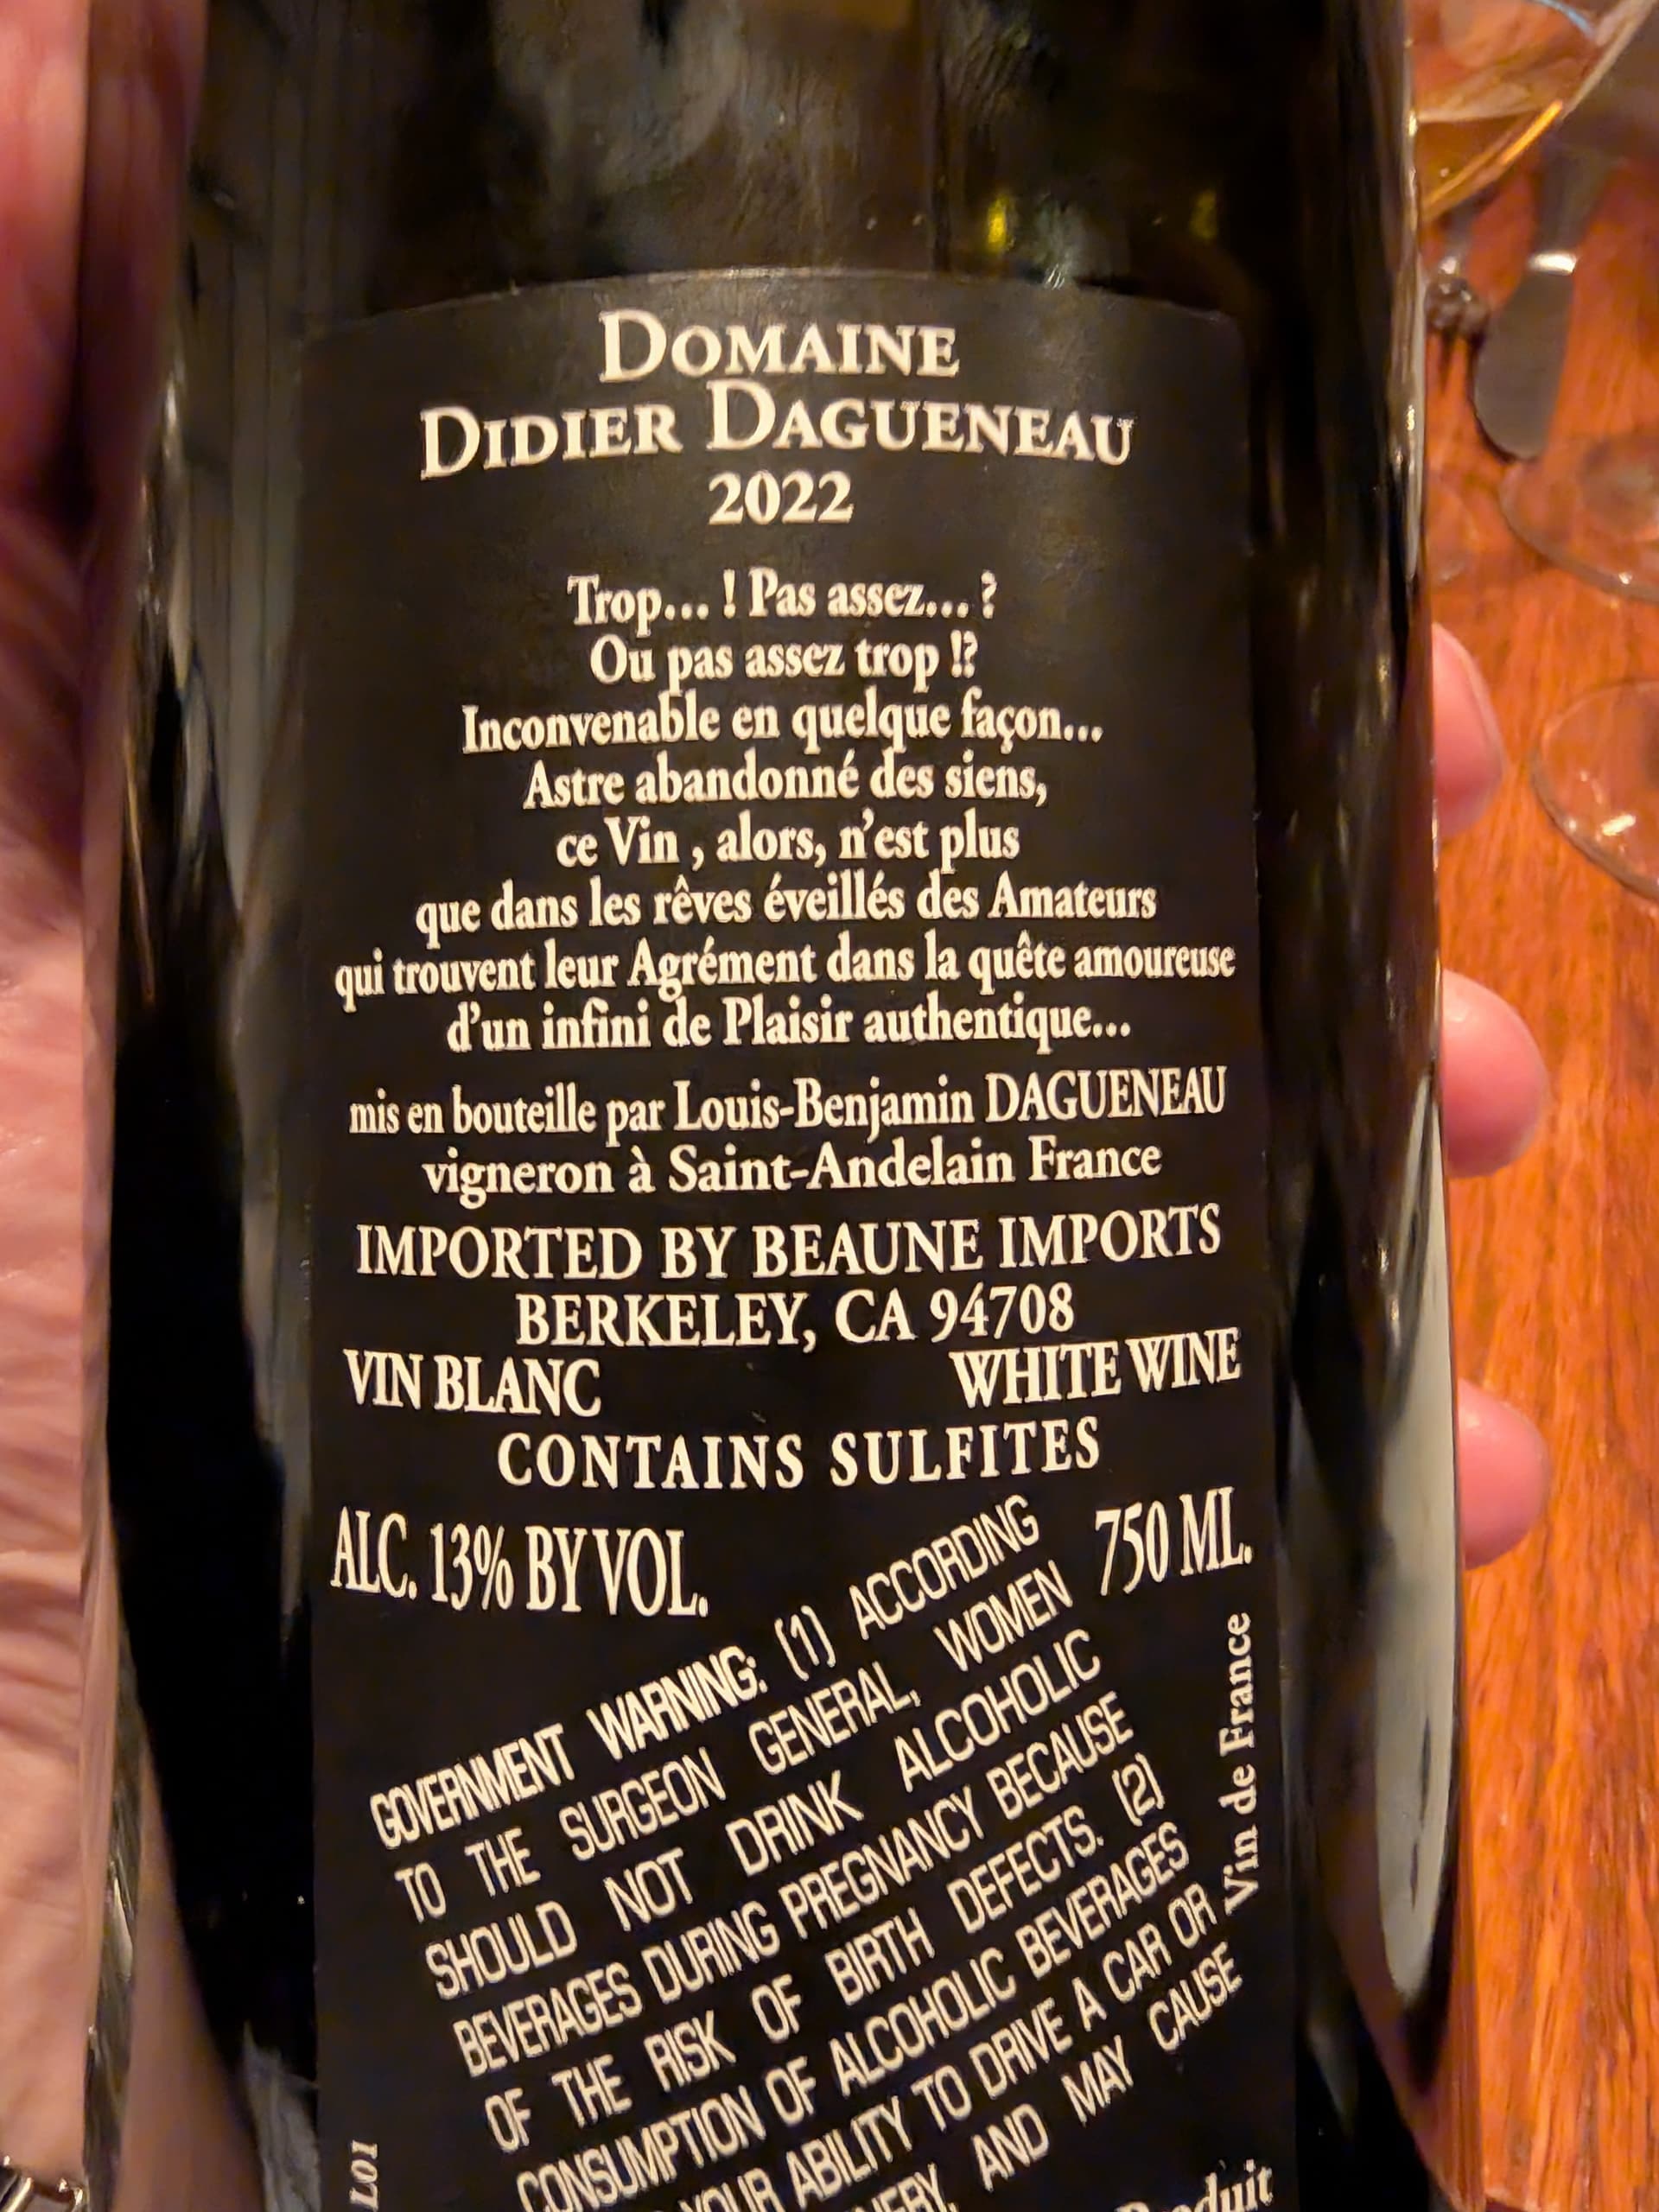 DOMAINE
DIDIER DAGUENEAU
2022
Trop... ! Pas assez... ?
Ou pas assez trop !?
Inconvenable en quelque façon...
Astre abandonné des siens,
ce Vin , alors, n'est plus
que dans les rêves éveillés des Amateurs
qui trouvent leur Agrément dans la quête amoureuse
d'un infini de Plaisir authentique...
mis en bouteille par Louis-Benjamin DAGUENEAU
vigneron à Saint-Andelain France
IMPORTED BY BEAUNE IMPORTS
BERKELEY, CA 94708
VIN BLANC WHITE WINE
CONTAINS SULFITES
ALC. 13% BY VOL. 750 ML.
GOVERNMENT WARNING: (1) ACCORDING
TO THE SURGEON GENERAL, WOMEN
SHOULD NOT DRINK ALCOHOLIC
BEVERAGES DURING PREGNANCY BECAUSE
OF THE RISK OF BIRTH DEFECTS. (2)
CONSUMPTION OF ALCOHOLIC BEVERAGES
YOUR ABILITY TO DRIVE A CAR OR
AND MAY CAUSE
Vin de France